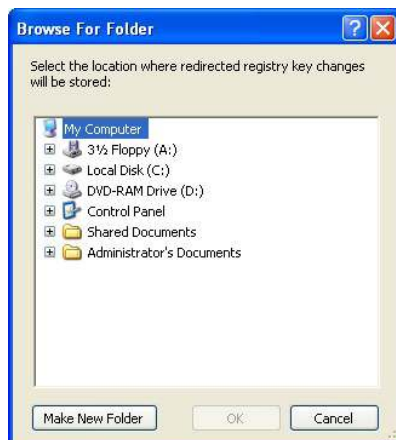 Browse For Folder
Select the location where redirected registry key changes
will be stored:
My Computer
3½ Floppy (A:)
Local Disk (C:)
DVD-RAM Drive (D:)
Control Panel
Shared Documents
Administrator's Documents
Make New Folder OK Cancel